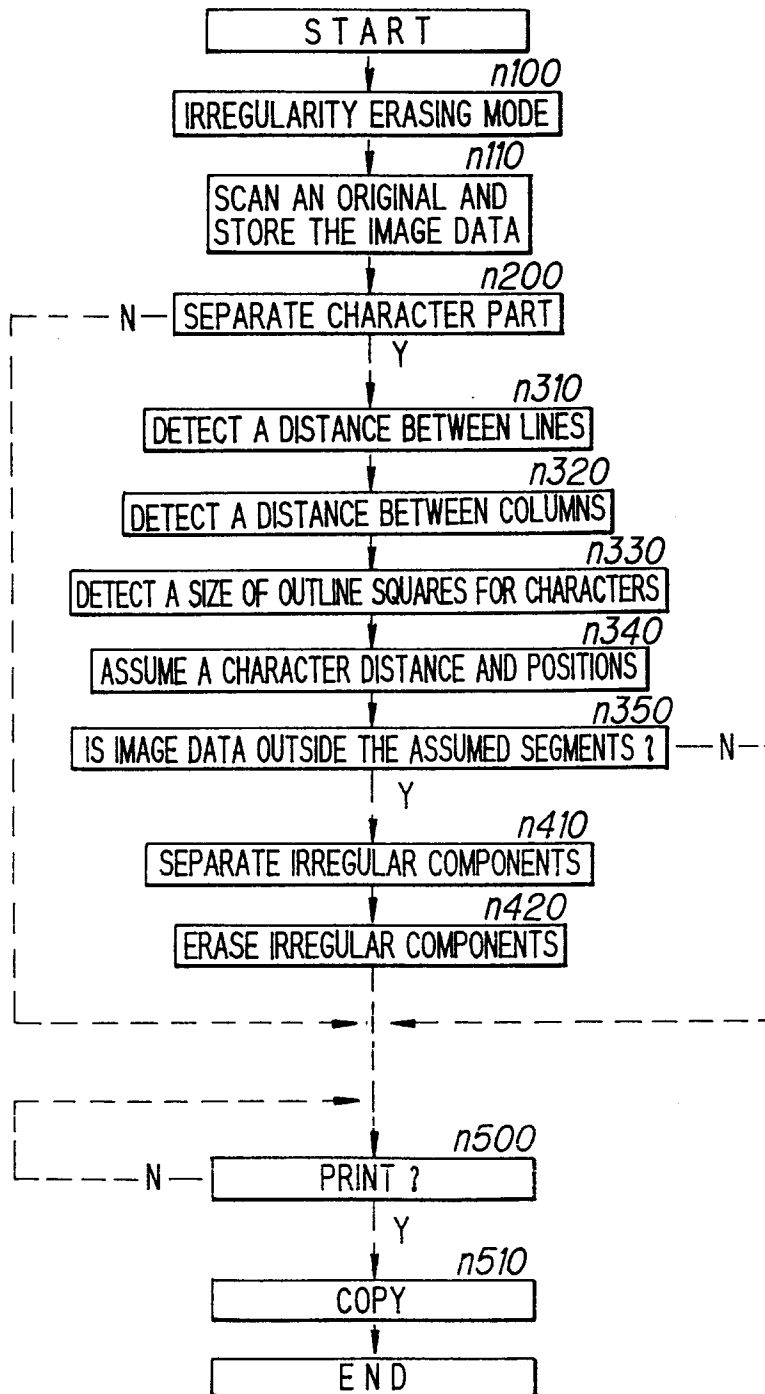 START
n100
IRREGULARITY ERASING MODE
n110
SCAN AN ORIGINAL AND
STORE THE IMAGE DATA
n200
N
SEPARATE CHARACTER PART
Y
n310
DETECT A DISTANCE BETWEEN LINES
n320
DETECT A DISTANCE BETWEEN COLUMNS
n330
DETECT A SIZE OF OUTLINE SQUARES FOR CHARACTERS
n340
ASSUME A CHARACTER DISTANCE AND POSITIONS
n350
IS IMAGE DATA OUTSIDE THE ASSUMED SEGMENTS ?
N
Y
n410
SEPARATE IRREGULAR COMPONENTS
n420
ERASE IRREGULAR COMPONENTS
n500
N
PRINT ?
Y
n510
COPY
END